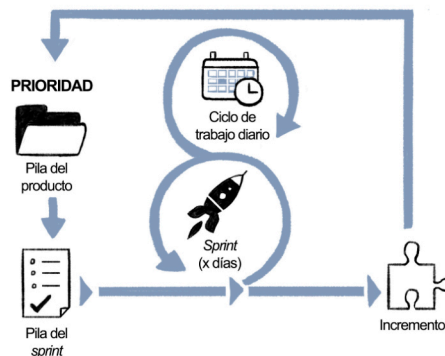 PRIORIDAD
Pila del
producto
Pila del
sprint
Ciclo de
trabajo diario
Sprint
(x días)
Incremento